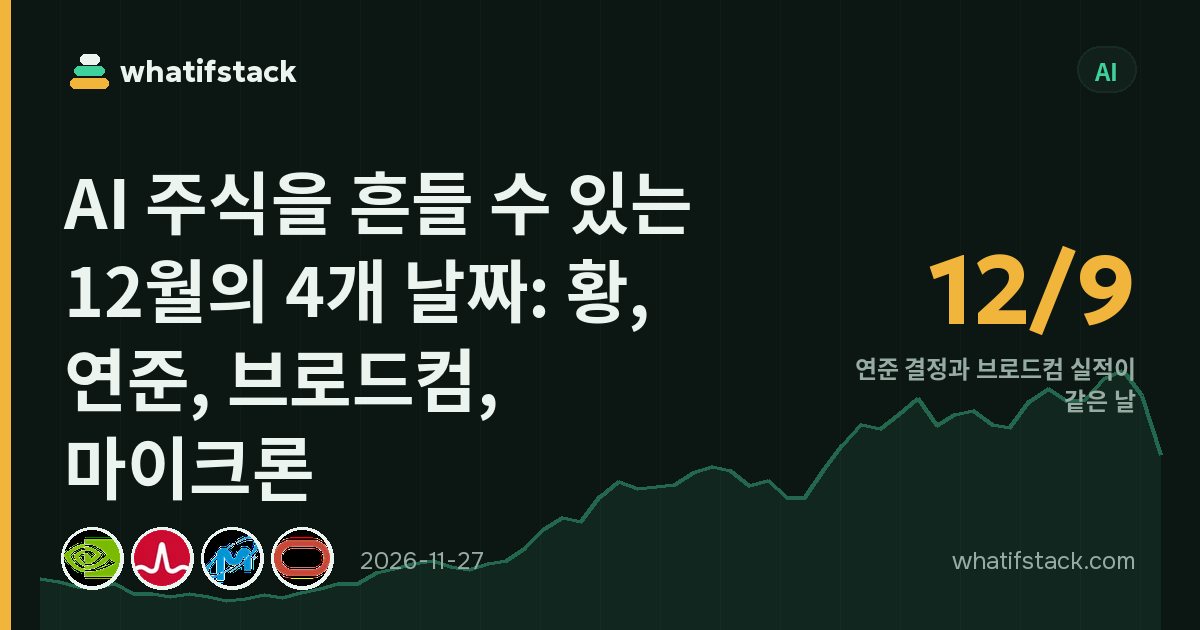 whatifstack
AI
AI 주식을 흔들 수 있는
12월의 4개 날짜: 황,
연준, 브로드컴,
마이크론
12/9
연준 결정과 브로드컴 실적이
같은 날
2026-11-27
whatifstack.com